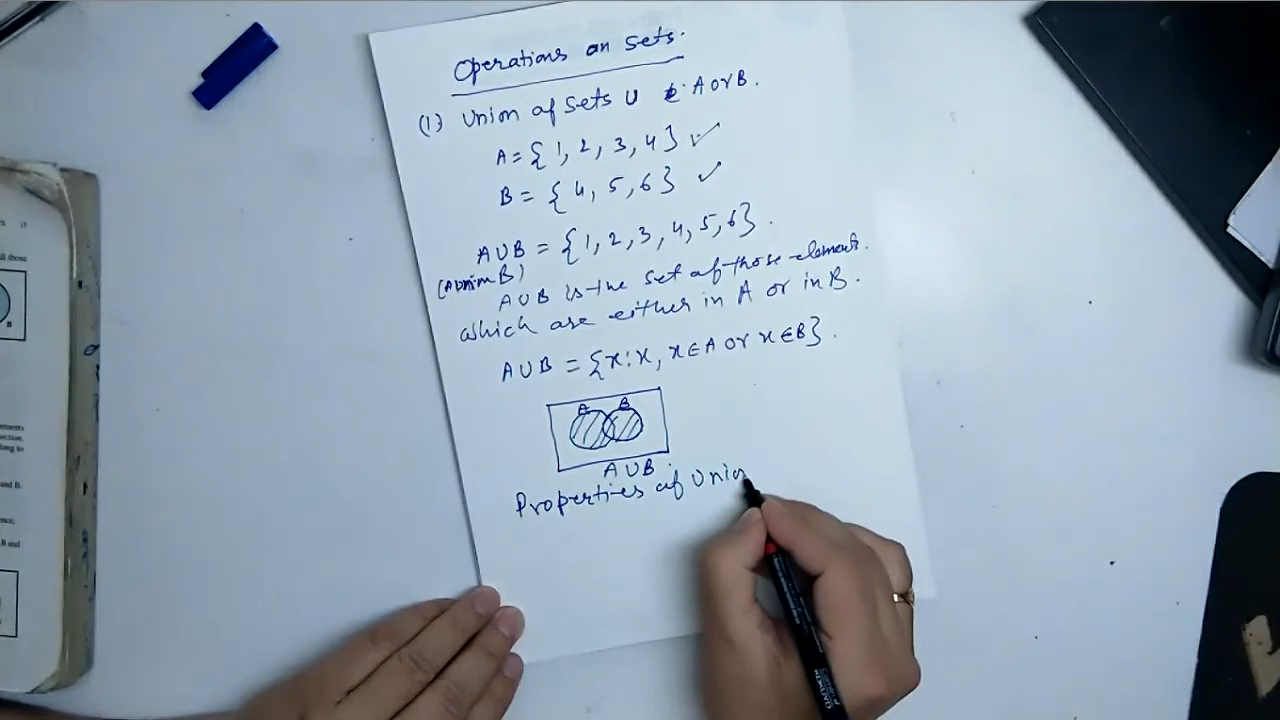 Operations on Sets.
(1) Union of Sets U A or B.
A = {1, 2, 3, 4} ✓
B = {4, 5, 6} ✓
A∪B = {1, 2, 3, 4, 5, 6}.
(A union B)
A∪B is the set of those element.
which are either in A or in B.
A∪B = {x : x, x∈A or x∈B}.
A B
A∪B
Properties of Union